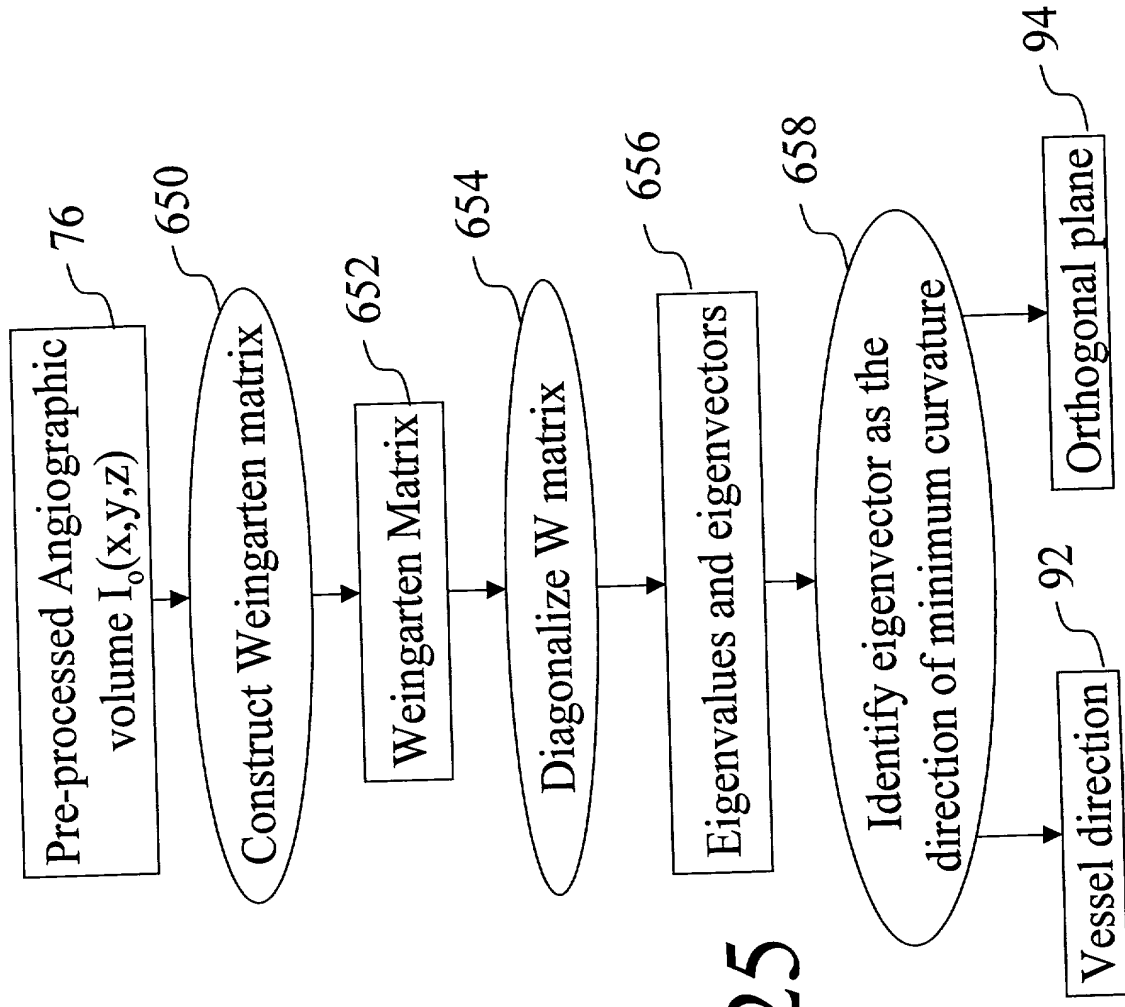 Pre-processed Angiographic
volume I₀(x,y,z)
76
Construct Weingarten matrix
650
Weingarten Matrix
652
Diagonalize W matrix
654
Eigenvalues and eigenvectors
656
Identify eigenvector as the
direction of minimum curvature
658
Vessel direction
92
Orthogonal plane
94
25